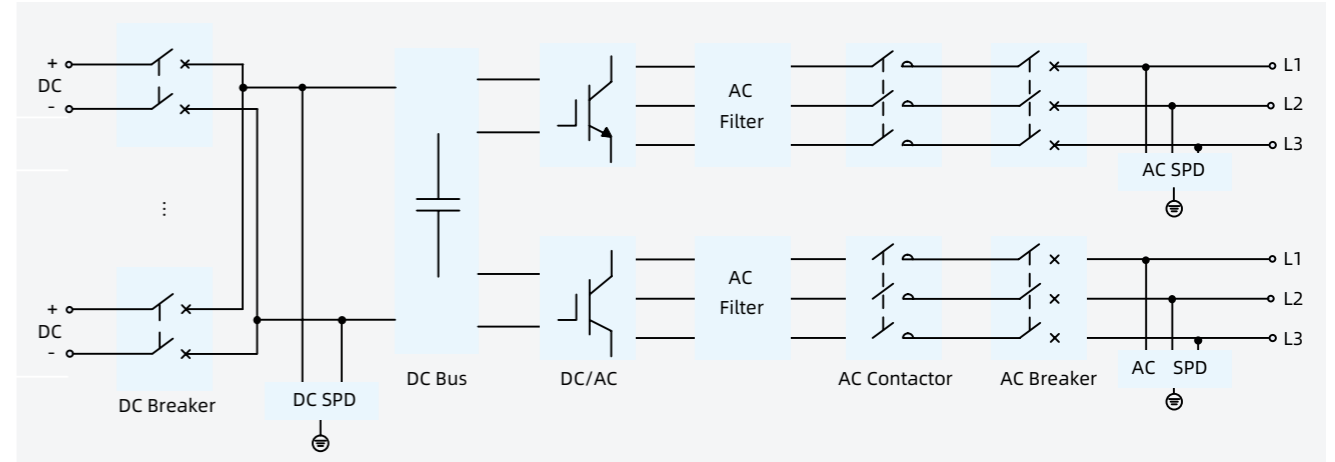 +
DC
-
⋮
+
DC
-
DC Breaker
DC SPD
DC Bus
DC/AC
AC
Filter
AC
Filter
AC Contactor
AC Breaker
L1
L2
L3
AC SPD
L1
L2
L3
AC SPD